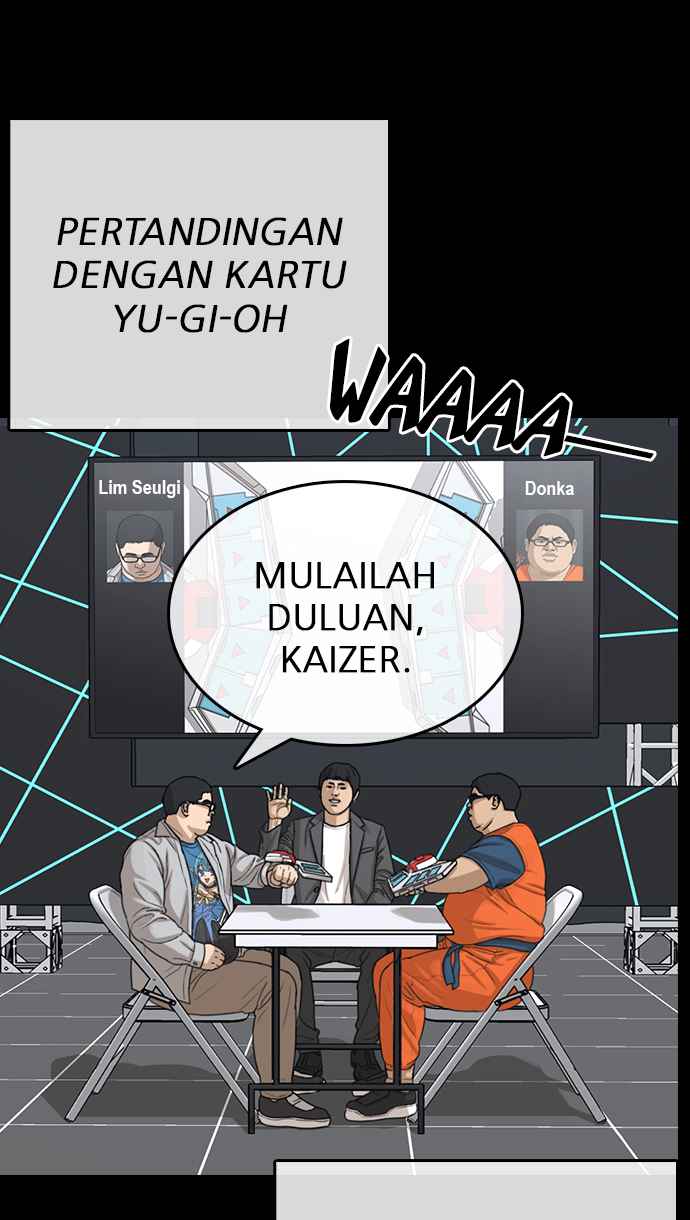 PERTANDINGAN
DENGAN KARTU
YU-GI-OH
WAAAA
Lim Seulgi
Donka
MULAILAH
DULUAN,
KAIZER.